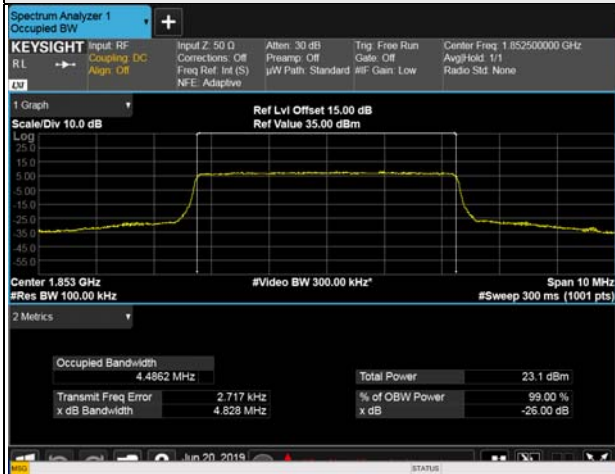 Spectrum Analyzer 1
Occupied BW
KEYSIGHT
RL
LXI
Input: RF
Coupling: DC
Align: Off
Input Z: 50 Ω
Corrections: Off
Freq Ref: Int (S)
NFE: Adaptive
Atten: 30 dB
Preamp: Off
µW Path: Standard
Trig: Free Run
Gate: Off
#IF Gain: Low
Center Freq: 1.852500000 GHz
Avg|Hold: 1/1
Radio Std: None
1 Graph
Scale/Div 10.0 dB
Ref Lvl Offset 15.00 dB
Ref Value 35.00 dBm
Log
25.0
15.0
5.00
-5.00
-15.0
-25.0
-35.0
-45.0
-55.0
Center 1.853 GHz
#Video BW 300.00 kHz*
Span 10 MHz
#Res BW 100.00 kHz
#Sweep 300 ms (1001 pts)
2 Metrics
Occupied Bandwidth
4.4862 MHz
Total Power 23.1 dBm
Transmit Freq Error 2.717 kHz
% of OBW Power 99.00 %
x dB Bandwidth 4.828 MHz
x dB -26.00 dB
Jun 20, 2019
MSG
STATUS